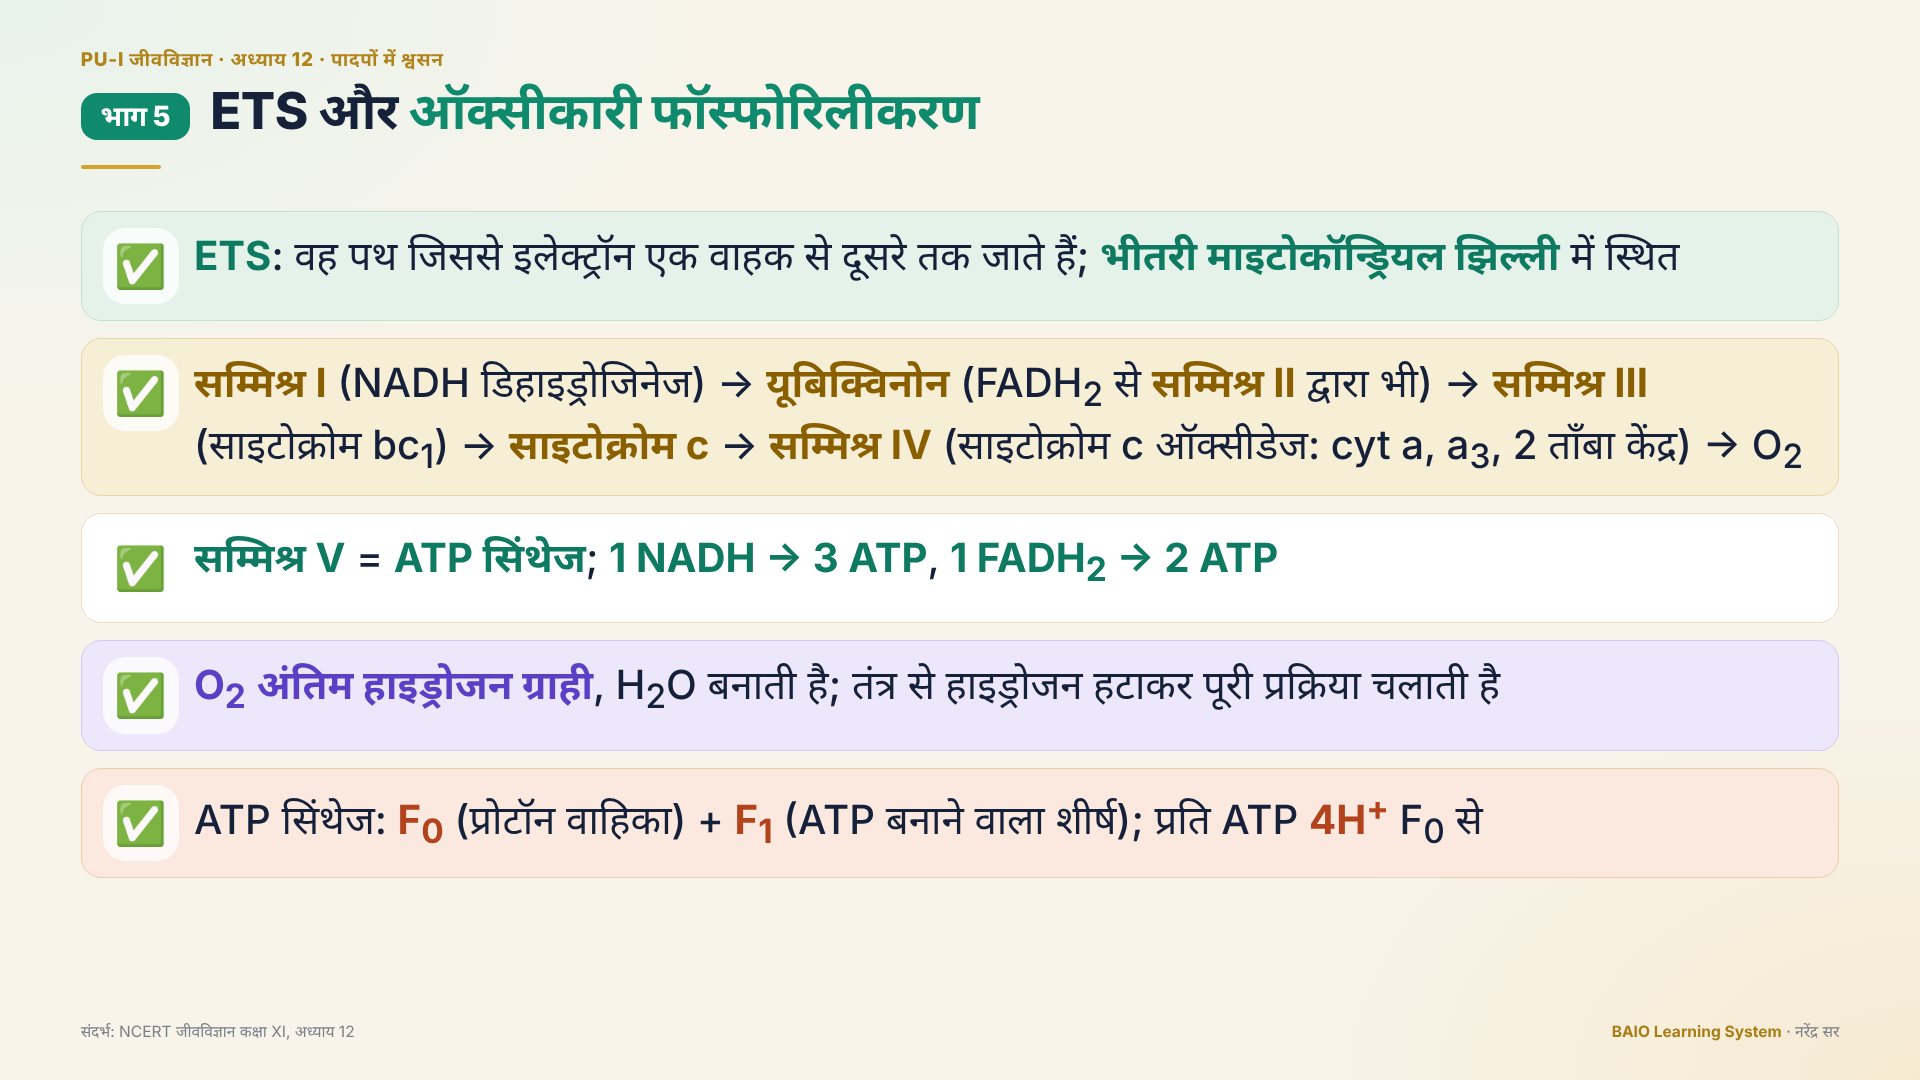 PU-I जीवविज्ञान · अध्याय 12 · पादपों में श्वसन
भाग 5 ETS और ऑक्सीकारी फॉस्फोरिलीकरण
✅ ETS: वह पथ जिससे इलेक्ट्रॉन एक वाहक से दूसरे तक जाते हैं; भीतरी माइटोकॉन्ड्रियल झिल्ली में स्थित
✅ सम्मिश्र I (NADH डिहाइड्रोजिनेज) → यूबिक्विनोन (FADH₂ से सम्मिश्र II द्वारा भी) → सम्मिश्र III
(साइटोक्रोम bc₁) → साइटोक्रोम c → सम्मिश्र IV (साइटोक्रोम c ऑक्सीडेज: cyt a, a₃, 2 ताँबा केंद्र) → O₂
✅ सम्मिश्र V = ATP सिंथेज; 1 NADH → 3 ATP, 1 FADH₂ → 2 ATP
✅ O₂ अंतिम हाइड्रोजन ग्राही, H₂O बनाती है; तंत्र से हाइड्रोजन हटाकर पूरी प्रक्रिया चलाती है
✅ ATP सिंथेज: F₀ (प्रोटॉन वाहिका) + F₁ (ATP बनाने वाला शीर्ष); प्रति ATP 4H⁺ F₀ से
संदर्भ: NCERT जीवविज्ञान कक्षा XI, अध्याय 12
BAIO Learning System · नरेंद्र सर